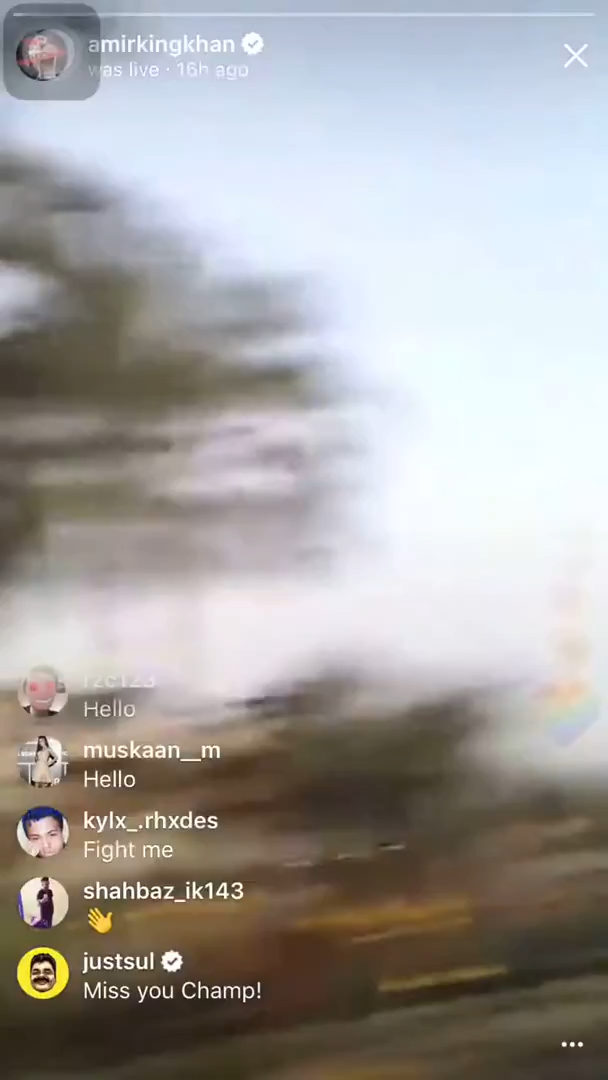 amirkingkhan
was live · 16h ago
Hello
muskaan__m
Hello
kylx_.rhxdes
Fight me
shahbaz_ik143
👋
justsul
Miss you Champ!